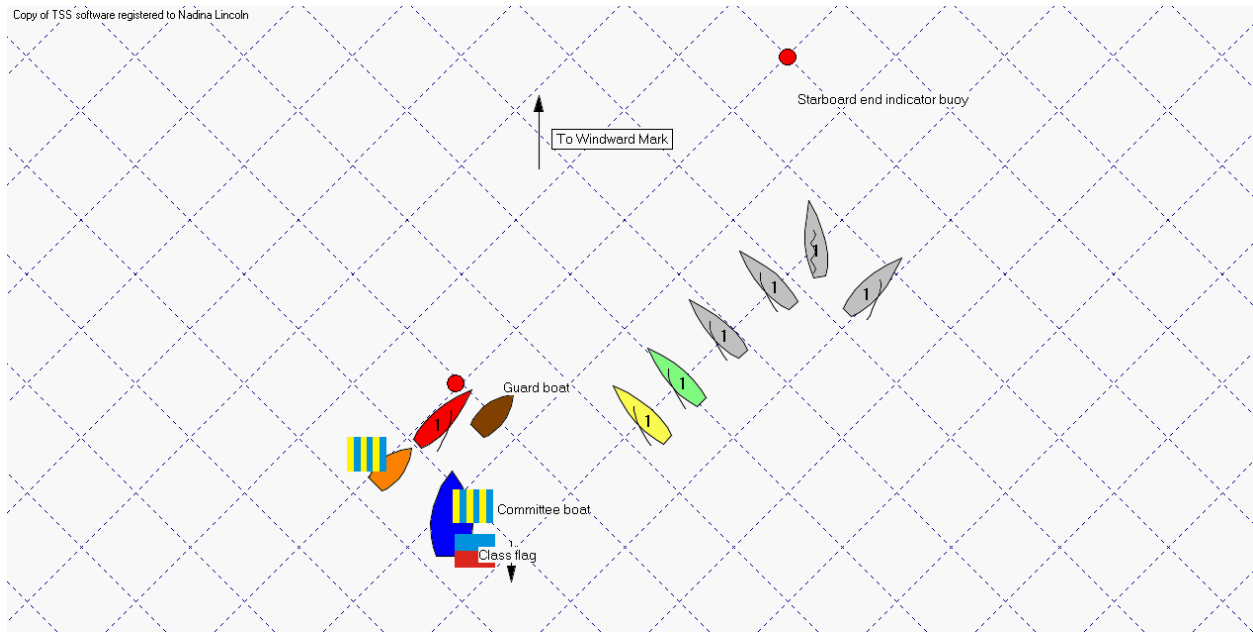 Copy of TSS software registered to Nadina Lincoln
Starboard end indicator buoy
To Windward Mark
1
1
1
1
Guard boat
1
1
1
Committee boat
Class flag